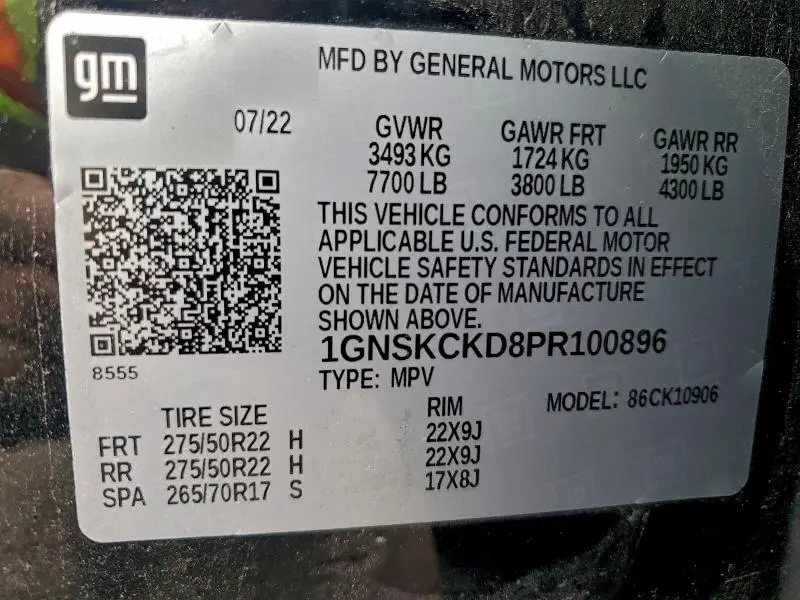 gm
MFD BY GENERAL MOTORS LLC
07/22
GVWR GAWR FRT GAWR RR
3493 KG 1724 KG 1950 KG
7700 LB 3800 LB 4300 LB
THIS VEHICLE CONFORMS TO ALL
APPLICABLE U.S. FEDERAL MOTOR
VEHICLE SAFETY STANDARDS IN EFFECT
ON THE DATE OF MANUFACTURE
SHOWN ABOVE.
1GNSKCKD8PR100896
8555
TYPE: MPV MODEL: 86CK10906
TIRE SIZE RIM
FRT 275/50R22 H 22X9J
RR 275/50R22 H 22X9J
SPA 265/70R17 S 17X8J